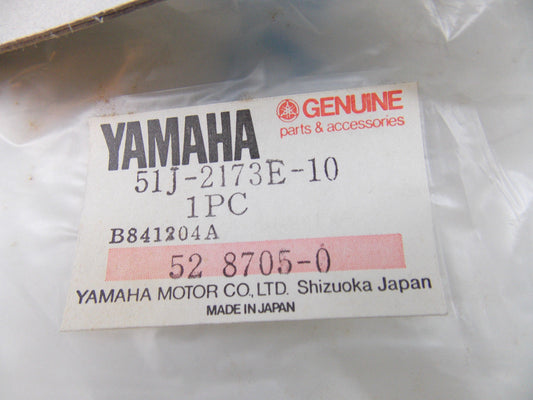 GENUINE
parts & accessories
YAMAHA
51J-2173E-10
1PC
B841204A
52 8705-0
YAMAHA MOTOR CO., LTD. Shizuoka Japan
MADE IN JAPAN